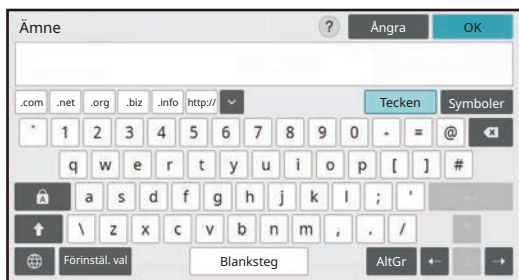 Ämne ? Ångra OK
.com .net .org .biz .info http:// Tecken Symboler
` 1 2 3 4 5 6 7 8 9 0 - = @
q w e r t y u i o p [ ] #
A a s d f g h j k l ; '
\ z x c v b n m , . /
Förinstäl. val Blanksteg AltGr